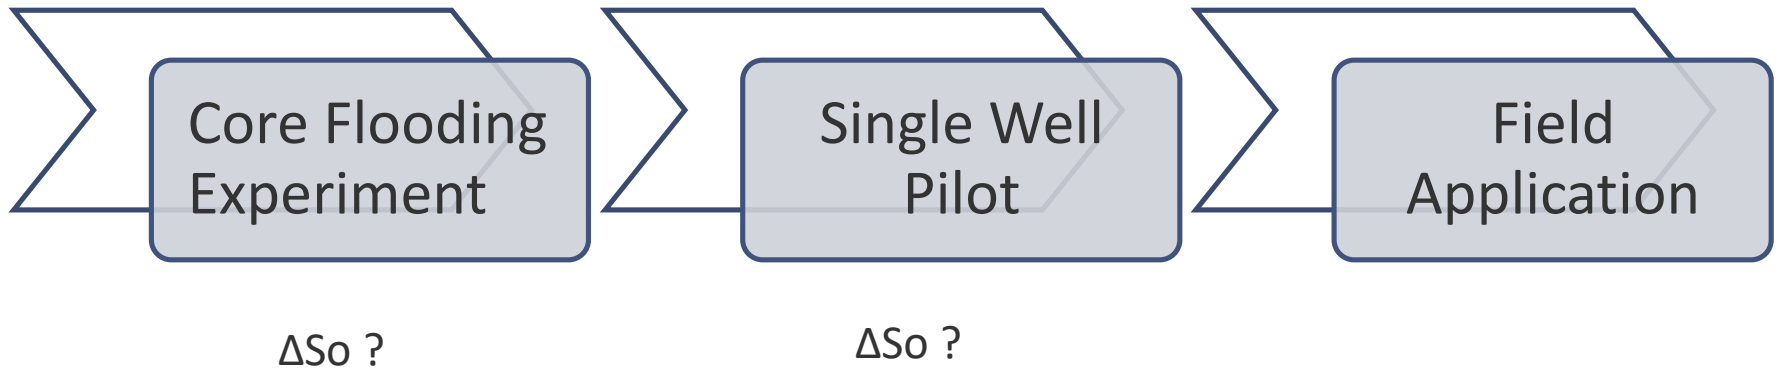 Core Flooding
Experiment
Single Well
Pilot
Field
Application
ΔSo ?
ΔSo ?